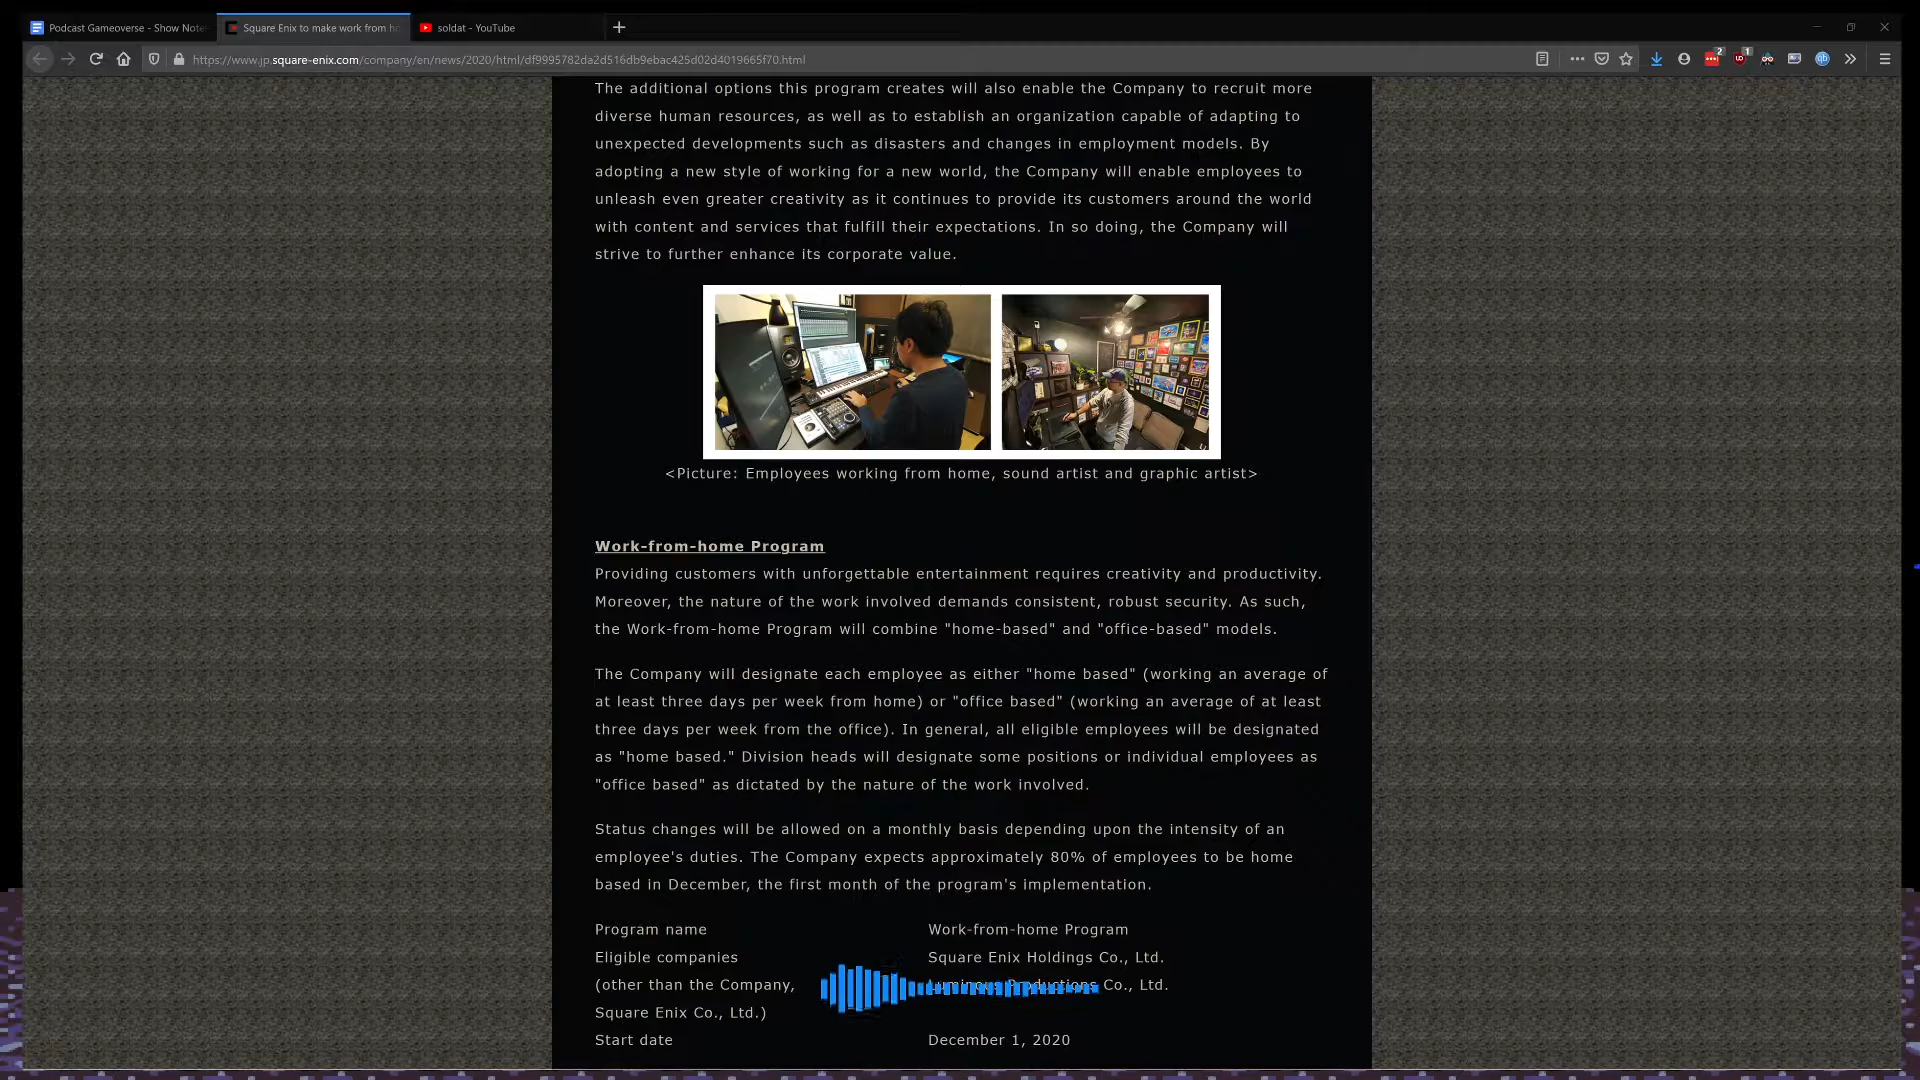 Podcast Gameoverse - Show Note
Square Enix to make work from ho
soldat - YouTube
https://www.jp.square-enix.com/company/en/news/2020/html/df9995782da2d516db9ebac425d02d4019665f70.html
2
1
The additional options this program creates will also enable the Company to recruit more
diverse human resources, as well as to establish an organization capable of adapting to
unexpected developments such as disasters and changes in employment models. By
adopting a new style of working for a new world, the Company will enable employees to
unleash even greater creativity as it continues to provide its customers around the world
with content and services that fulfill their expectations. In so doing, the Company will
strive to further enhance its corporate value.
<Picture: Employees working from home, sound artist and graphic artist>
Work-from-home Program
Providing customers with unforgettable entertainment requires creativity and productivity.
Moreover, the nature of the work involved demands consistent, robust security. As such,
the Work-from-home Program will combine "home-based" and "office-based" models.
The Company will designate each employee as either "home based" (working an average of
at least three days per week from home) or "office based" (working an average of at least
three days per week from the office). In general, all eligible employees will be designated
as "home based." Division heads will designate some positions or individual employees as
"office based" as dictated by the nature of the work involved.
Status changes will be allowed on a monthly basis depending upon the intensity of an
employee's duties. The Company expects approximately 80% of employees to be home
based in December, the first month of the program's implementation.
Program name Work-from-home Program
Eligible companies Square Enix Holdings Co., Ltd.
(other than the Company, Luminous Productions Co., Ltd.
Square Enix Co., Ltd.)
Start date December 1, 2020